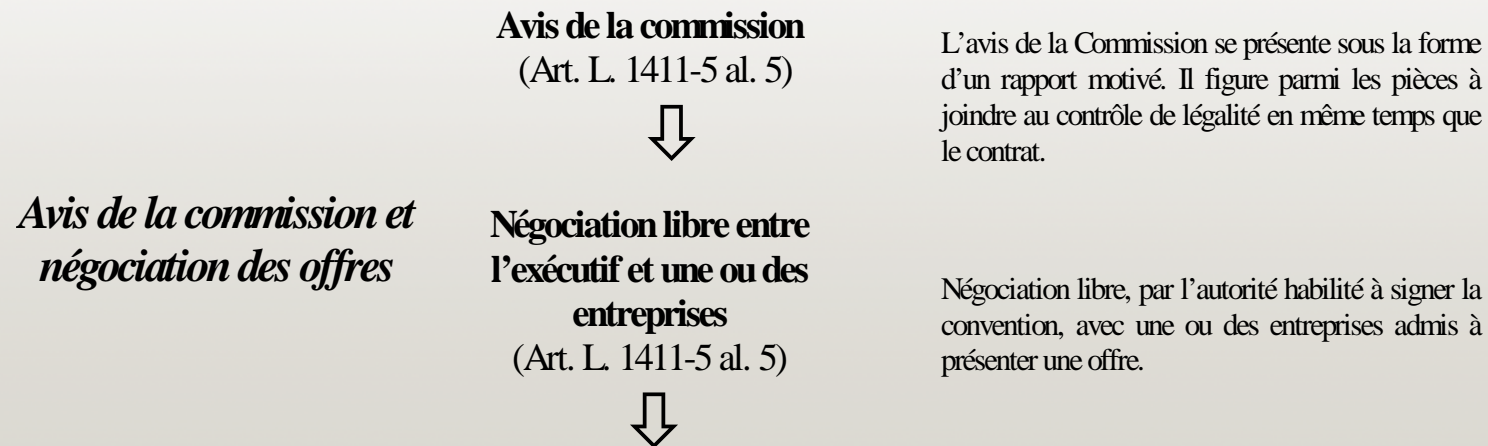 Avis de la commission et
négociation des offres
Avis de la commission
(Art. L. 1411-5 al. 5)
L’avis de la Commission se présente sous la forme
d’un rapport motivé. Il figure parmi les pièces à
joindre au contrôle de légalité en même temps que
le contrat.
Négociation libre entre
l’exécutif et une ou des
entreprises
(Art. L. 1411-5 al. 5)
Négociation libre, par l’autorité habilité à signer la
convention, avec une ou des entreprises admis à
présenter une offre.